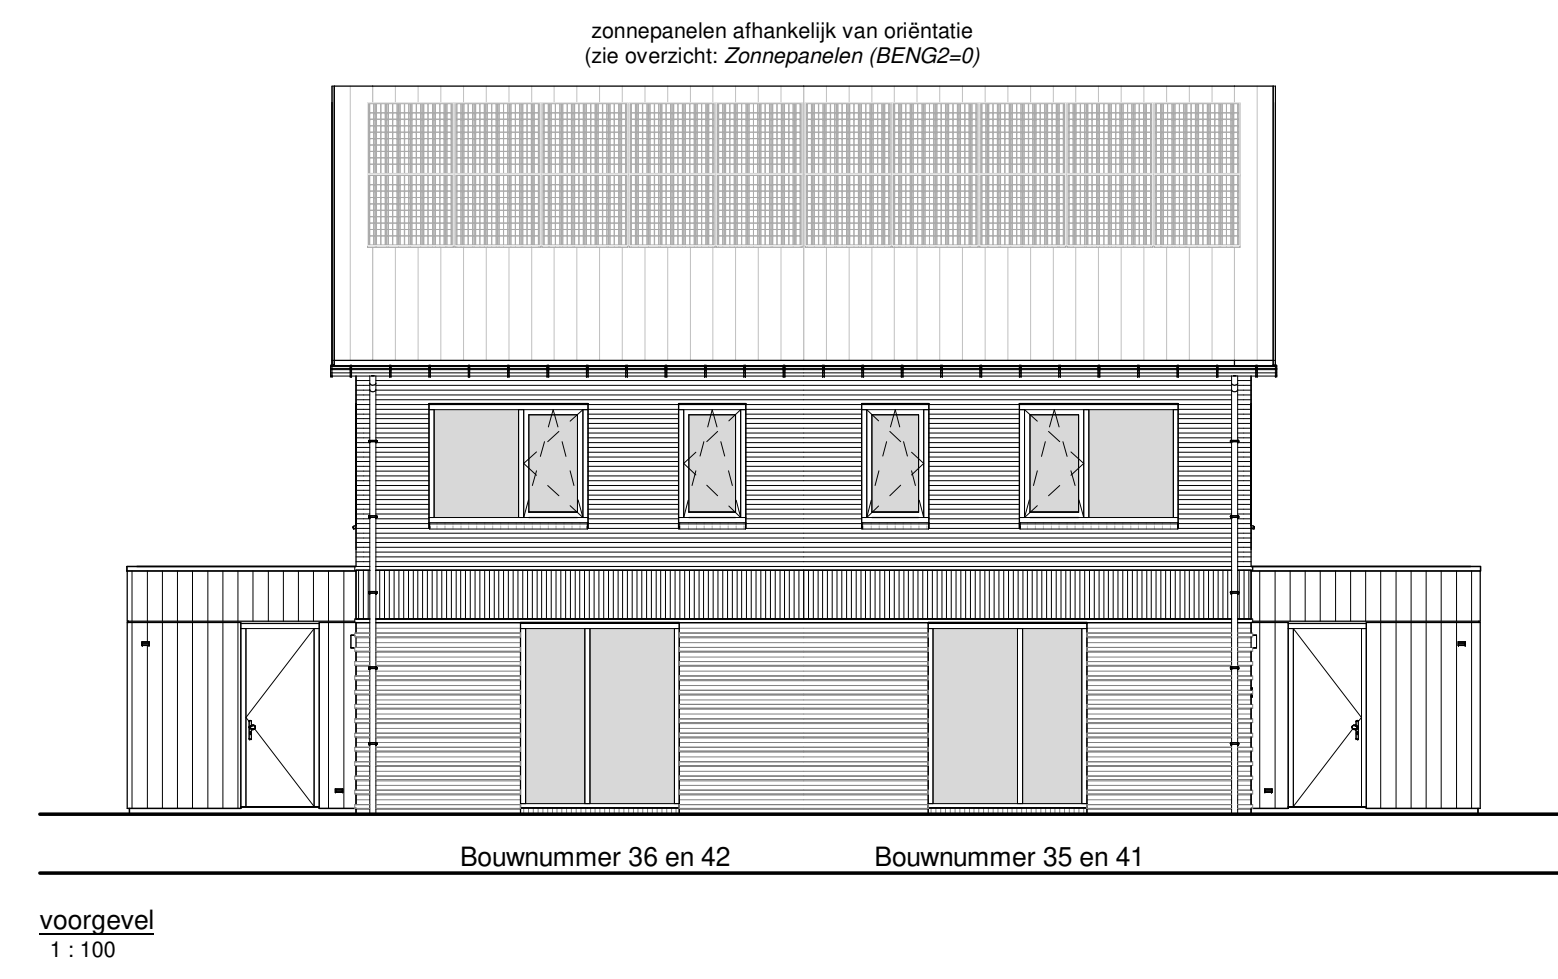 zonnepanelen afhankelijk van oriëntatie
(zie overzicht: Zonnepanelen (BENG2=0)
Bouwnummer 36 en 42
Bouwnummer 35 en 41
voorgevel
1 : 100